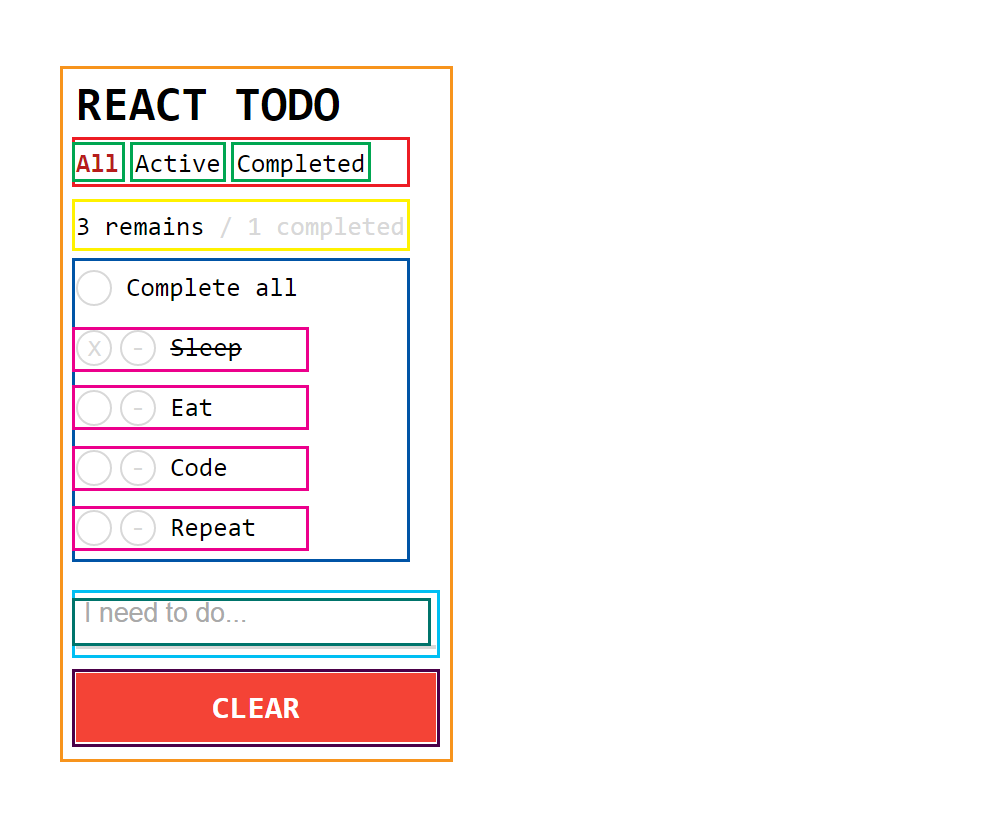 REACT TODO
All Active Completed
3 remains / 1 completed
Complete all
X - Sleep
- Eat
- Code
- Repeat
I need to do...
CLEAR